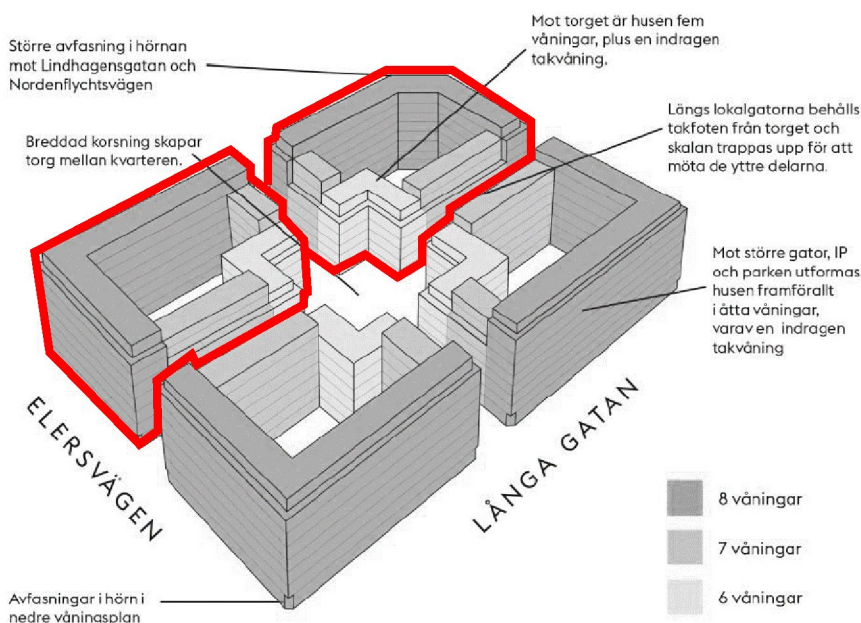 Större avfasning i hörnan
mot Lindhagensgatan och
Nordenflychtsvägen
Mot torget är husen fem
våningar, plus en indragen
takvåning.
Breddad korsning skapar
torg mellan kvarteren.
Längs lokalgatorna behålls
takfoten från torget och
skalan trappas upp för att
möta de yttre delarna.
Mot större gator, IP
och parken utformas
husen framförallt
i åtta våningar,
varav en indragen
takvåning
ELERSVÄGEN
LÅNGA GATAN
8 våningar
7 våningar
6 våningar
Avfasningar i hörn i
nedre våningsplan